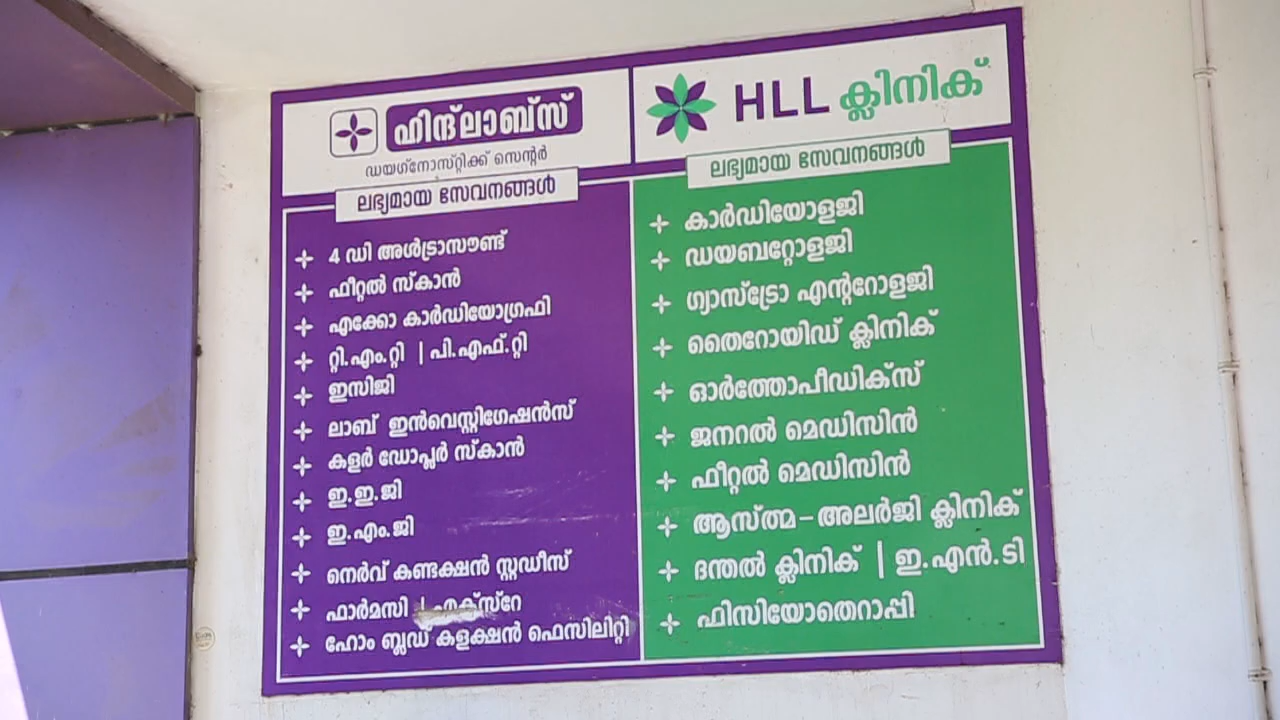 ഹിന്ദ്‌ലാബ്സ്
ഡയഗ്നോസ്റ്റിക്ക് സെന്റർ
ലഭ്യമായ സേവനങ്ങൾ
4 ഡി അൾട്രാസൗണ്ട്
ഫീറ്റൽ സ്കാൻ
എക്കോ കാർഡിയോഗ്രഫി
റ്റി.എം.റ്റി | പി.എഫ്.റ്റി
ഇസിജി
ലാബ് ഇൻവെസ്റ്റിഗേഷൻസ്
കളർ ഡോപ്ലർ സ്കാൻ
ഇ.ഇ.ജി
ഇ.എം.ജി
നെർവ് കണ്ടക്ഷൻ സ്റ്റഡീസ്
ഫാർമസി | എക്സ്റേ
ഹോം ബ്ലഡ് കളക്ഷൻ ഫെസിലിറ്റി
HLL ക്ലിനിക്
ലഭ്യമായ സേവനങ്ങൾ
കാർഡിയോളജി
ഡയബറ്റോളജി
ഗ്യാസ്ട്രോ എന്ററോളജി
തൈറോയിഡ് ക്ലിനിക്
ഓർത്തോപീഡിക്സ്
ജനറൽ മെഡിസിൻ
ഫീറ്റൽ മെഡിസിൻ
ആസ്ത്മ – അലർജി ക്ലിനിക്
ദന്തൽ ക്ലിനിക് | ഇ.എൻ.ടി
ഫിസിയോതെറാപ്പി